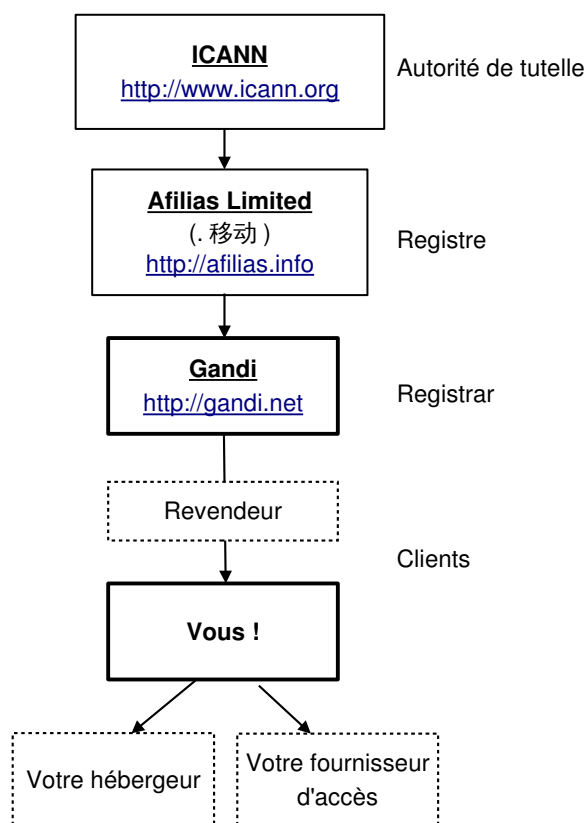 ICANN
http://www.icann.org
Autorité de tutelle
Afilias Limited
(. 移动 )
http://afilias.info
Registre
Gandi
http://gandi.net
Registrar
Revendeur
Clients
Vous !
Votre hébergeur
Votre fournisseur
d'accès